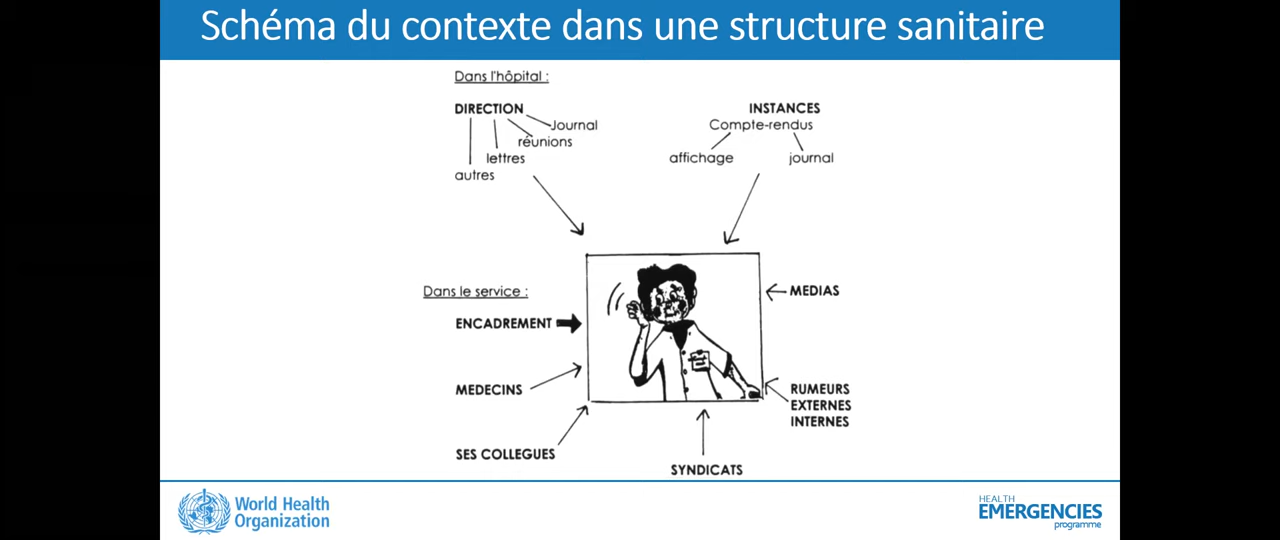 Schéma du contexte dans une structure sanitaire
Dans l'hôpital :
DIRECTION
Journal
réunions
lettres
autres
INSTANCES
Compte-rendus
affichage
journal
Dans le service :
ENCADREMENT
MEDECINS
SES COLLEGUES
SYNDICATS
MEDIAS
RUMEURS
EXTERNES
INTERNES
World Health
Organization
HEALTH
EMERGENCIES
programme